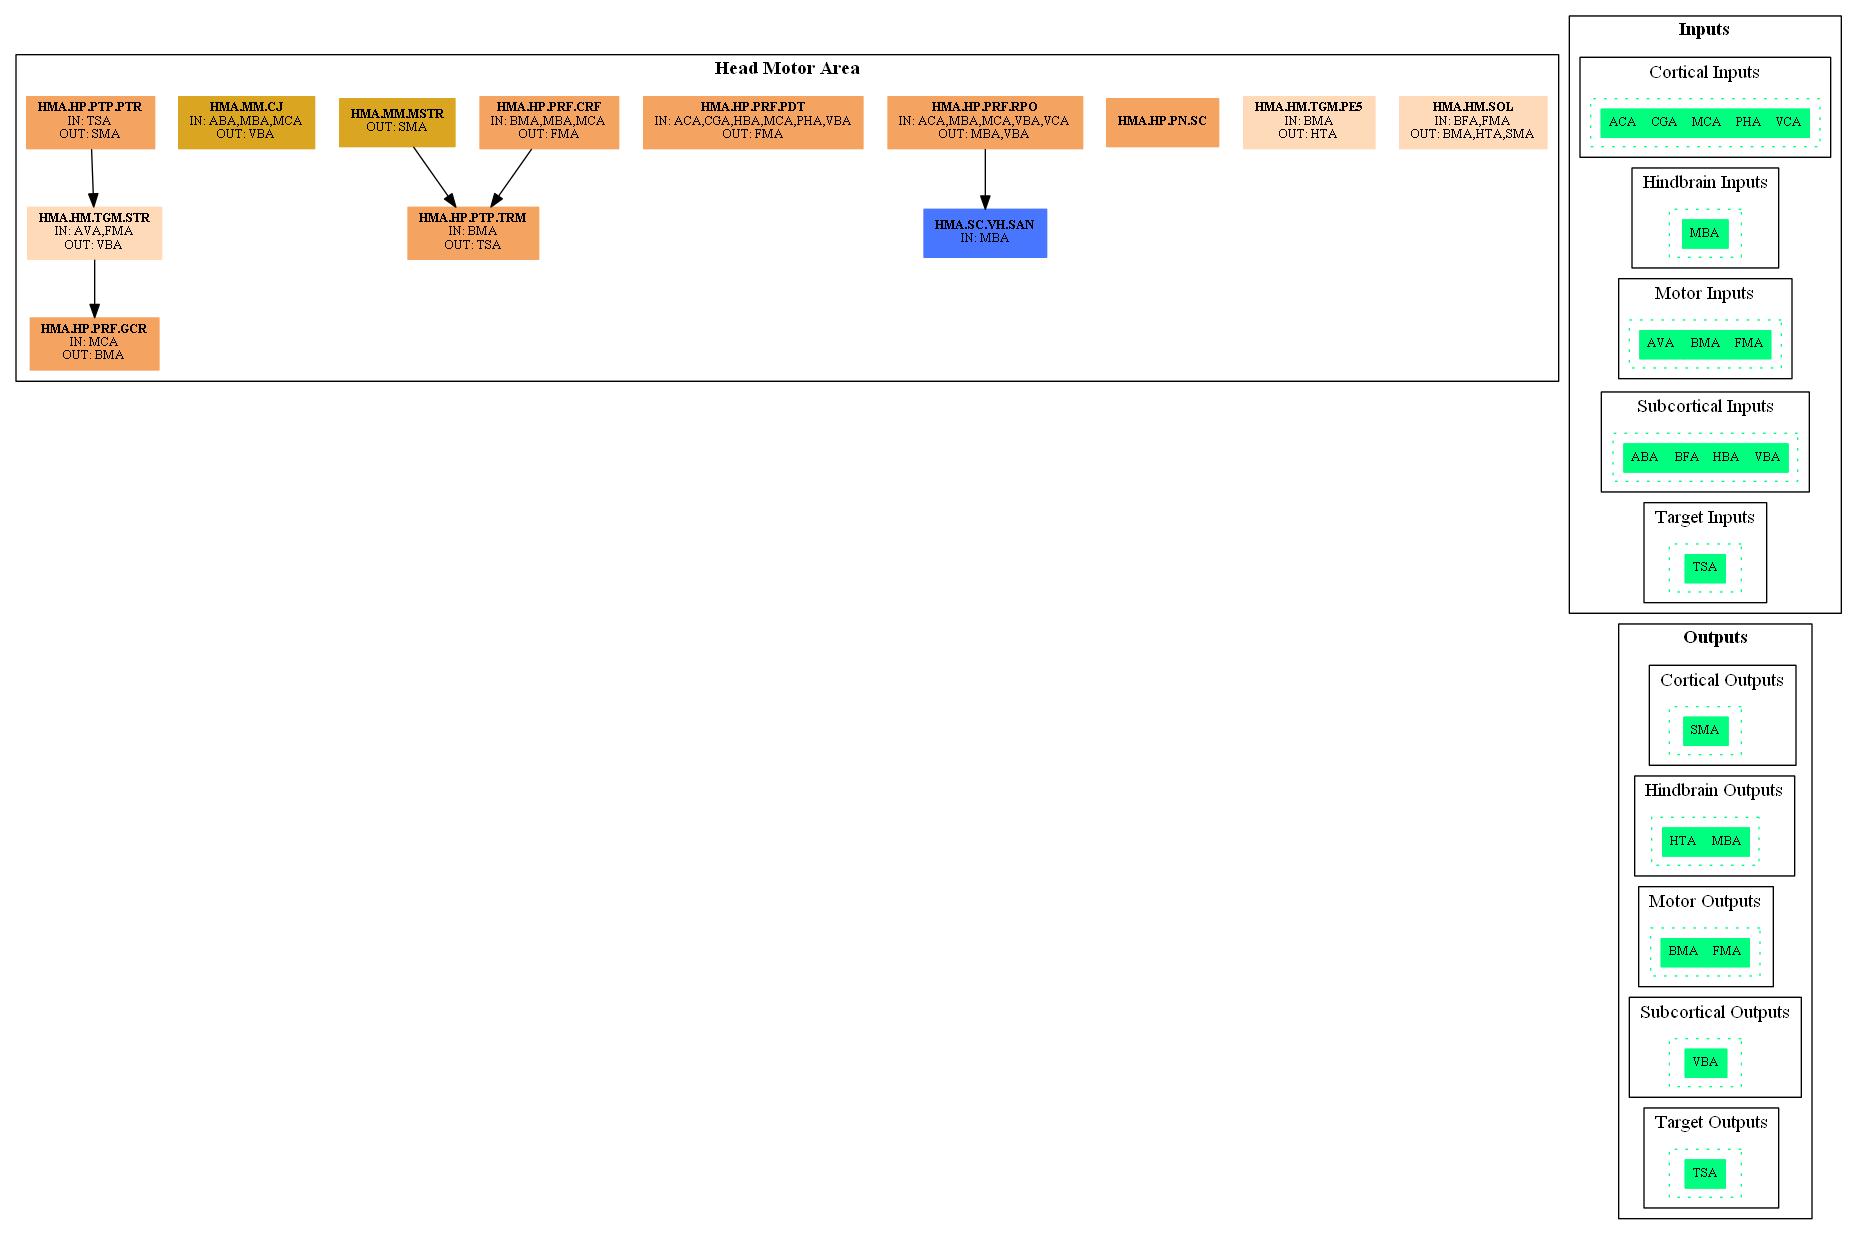 Head Motor Area
HMA.HP.PTP.PTR
IN: TSA
OUT: SMA
HMA.MM.CJ
IN: ABA,MBA,MCA
OUT: VBA
HMA.MM.MSTR
OUT: SMA
HMA.HP.PRF.CRF
IN: BMA,MBA,MCA
OUT: FMA
HMA.HP.PRF.PDT
IN: ACA,CGA,HBA,MCA,PHA,VBA
OUT: FMA
HMA.HP.PRF.RPO
IN: ACA,MBA,MCA,VBA,VCA
OUT: MBA,VBA
HMA.HP.PN.SC
HMA.HM.TGM.PE5
IN: BMA
OUT: HTA
HMA.HM.SOL
IN: BFA,FMA
OUT: BMA,HTA,SMA
HMA.HM.TGM.STR
IN: AVA,FMA
OUT: VBA
HMA.HP.PTP.TRM
IN: BMA
OUT: TSA
HMA.SC.VH.SAN
IN: MBA
HMA.HP.PRF.GCR
IN: MCA
OUT: BMA
Inputs
Cortical Inputs
ACA CGA MCA PHA VCA
Hindbrain Inputs
MBA
Motor Inputs
AVA BMA FMA
Subcortical Inputs
ABA BFA HBA VBA
Target Inputs
TSA
Outputs
Cortical Outputs
SMA
Hindbrain Outputs
HTA MBA
Motor Outputs
BMA FMA
Subcortical Outputs
VBA
Target Outputs
TSA